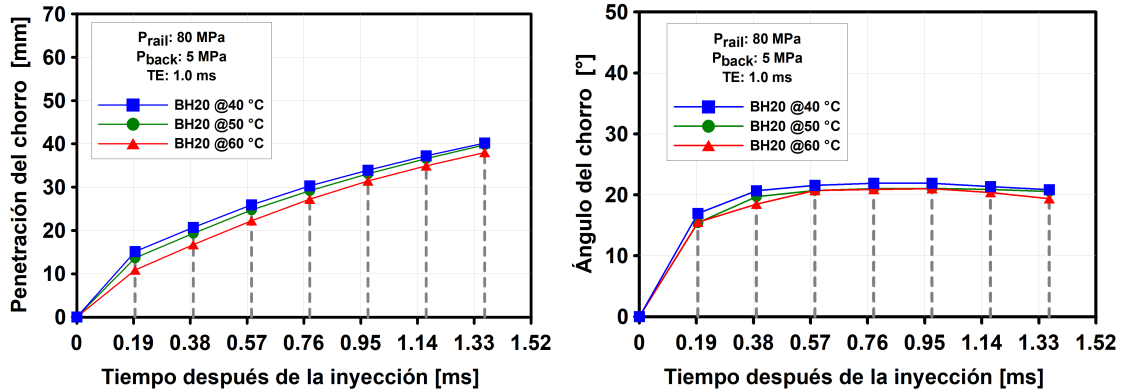 Penetración del chorro [mm]
70
60
50
40
30
20
10
0
Prail: 80 MPa
Pback: 5 MPa
TE: 1.0 ms
BH20 @40 °C
BH20 @50 °C
BH20 @60 °C
0 0.19 0.38 0.57 0.76 0.95 1.14 1.33 1.52
Tiempo después de la inyección [ms]
Ángulo del chorro [°]
50
40
30
20
10
0
Prail: 80 MPa
Pback: 5 MPa
TE: 1.0 ms
BH20 @40 °C
BH20 @50 °C
BH20 @60 °C
0 0.19 0.38 0.57 0.76 0.95 1.14 1.33 1.52
Tiempo después de la inyección [ms]